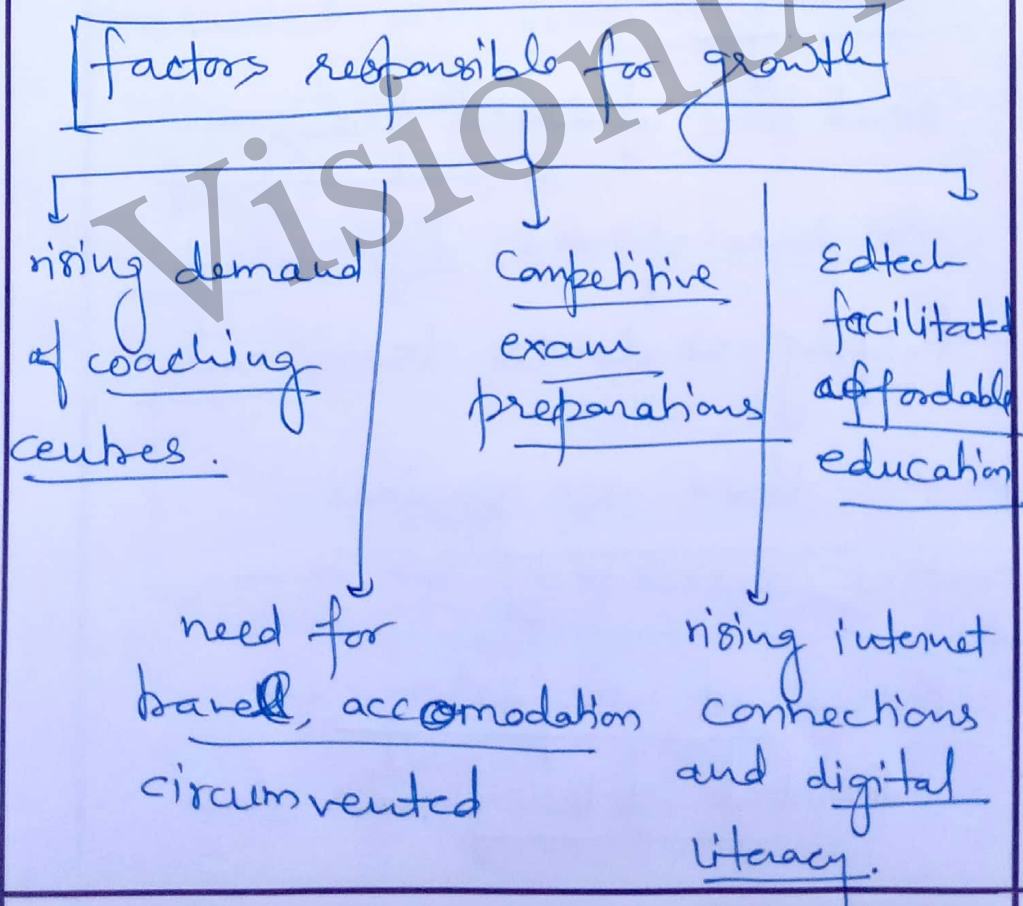 factors responsible for growth
rising demand
of coaching
centres.
Competitive
exam
preparations
Edtech
facilitated
affordable
education
need for
travel, accomodation
circumvented
rising internet
connections
and digital
literacy.
Vision